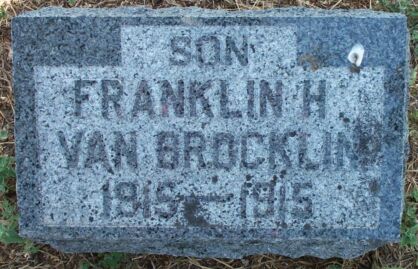 SON
FRANKLIN H
VAN BROCKLIN
1915-1915